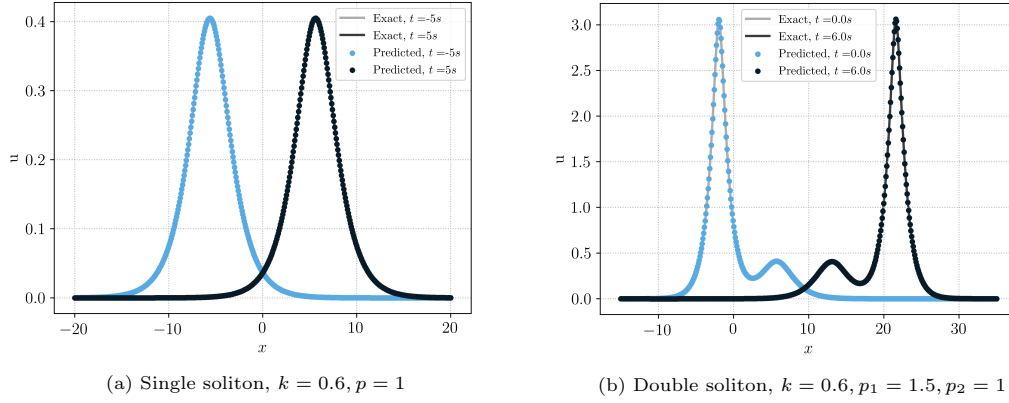 Exact, t =-5s
Exact, t =5s
Predicted, t =-5s
Predicted, t =5s
u
0.4
0.3
0.2
0.1
0.0
−20
−10
0
10
20
x
(a) Single soliton, k = 0.6, p = 1
Exact, t =0.0s
Exact, t =6.0s
Predicted, t =0.0s
Predicted, t =6.0s
u
3.0
2.5
2.0
1.5
1.0
0.5
0.0
−10
0
10
20
30
x
(b) Double soliton, k = 0.6, p₁ = 1.5, p₂ = 1